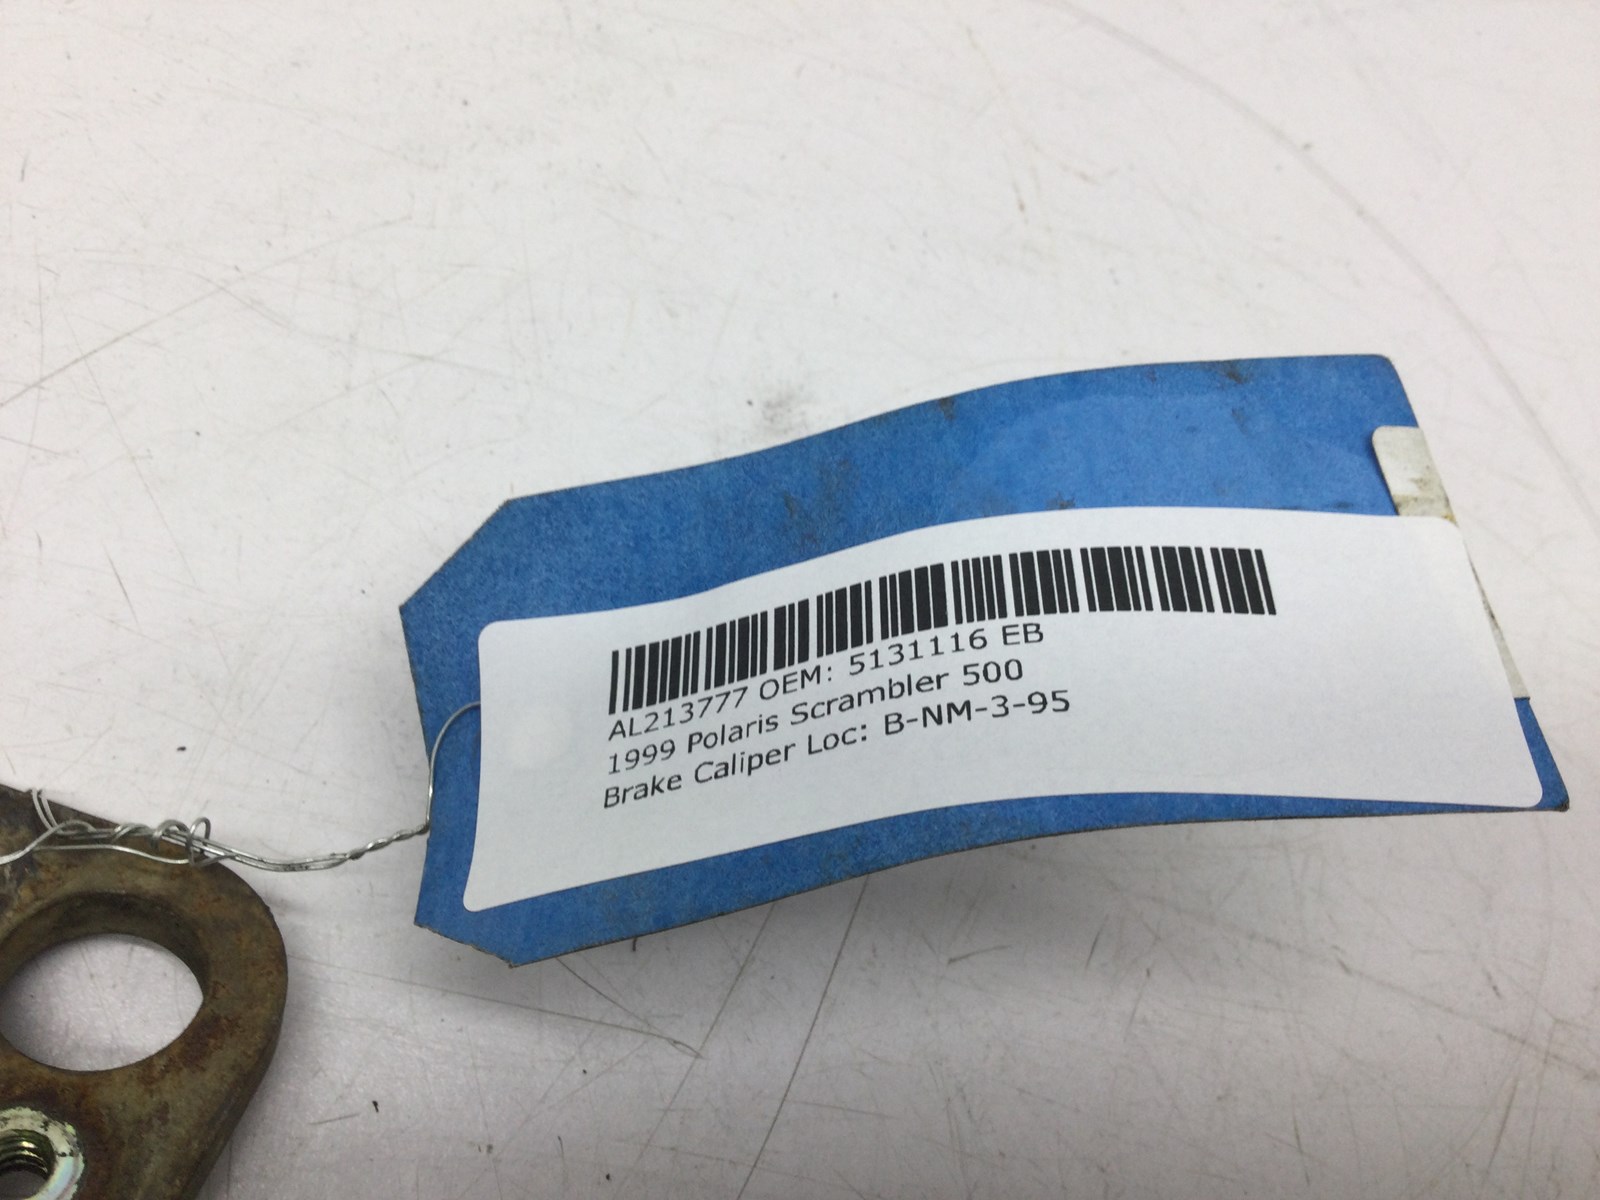 AL213777 OEM: 5131116 EB
1999 Polaris Scrambler 500
Brake Caliper Loc: B-NM-3-95